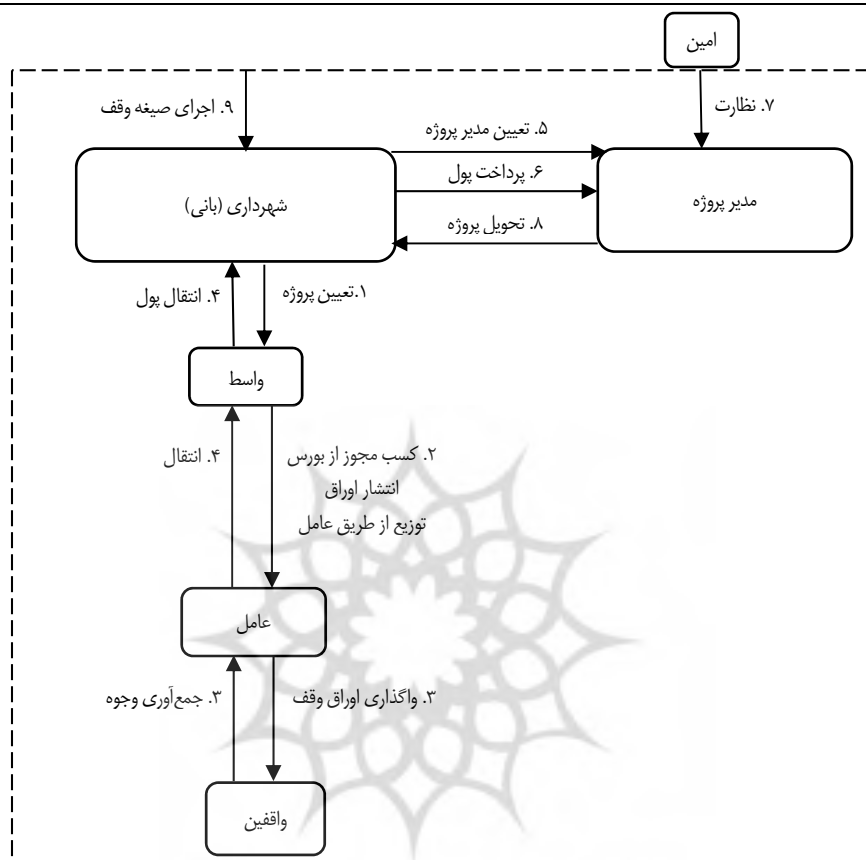 امین
۹. اجرای صیغه وقف
۷. نظارت
۵. تعیین مدیر پروژه
۶. پرداخت پول
شهرداری (بانی)
مدیر پروژه
۸. تحویل پروژه
۴. انتقال پول
۱.تعیین پروژه
واسط
۴. انتقال
۲. کسب مجوز از بورس
انتشار اوراق
توزیع از طریق عامل
عامل
۳. جمع‌آوری وجوه
۳. واگذاری اوراق وقف
واقفین